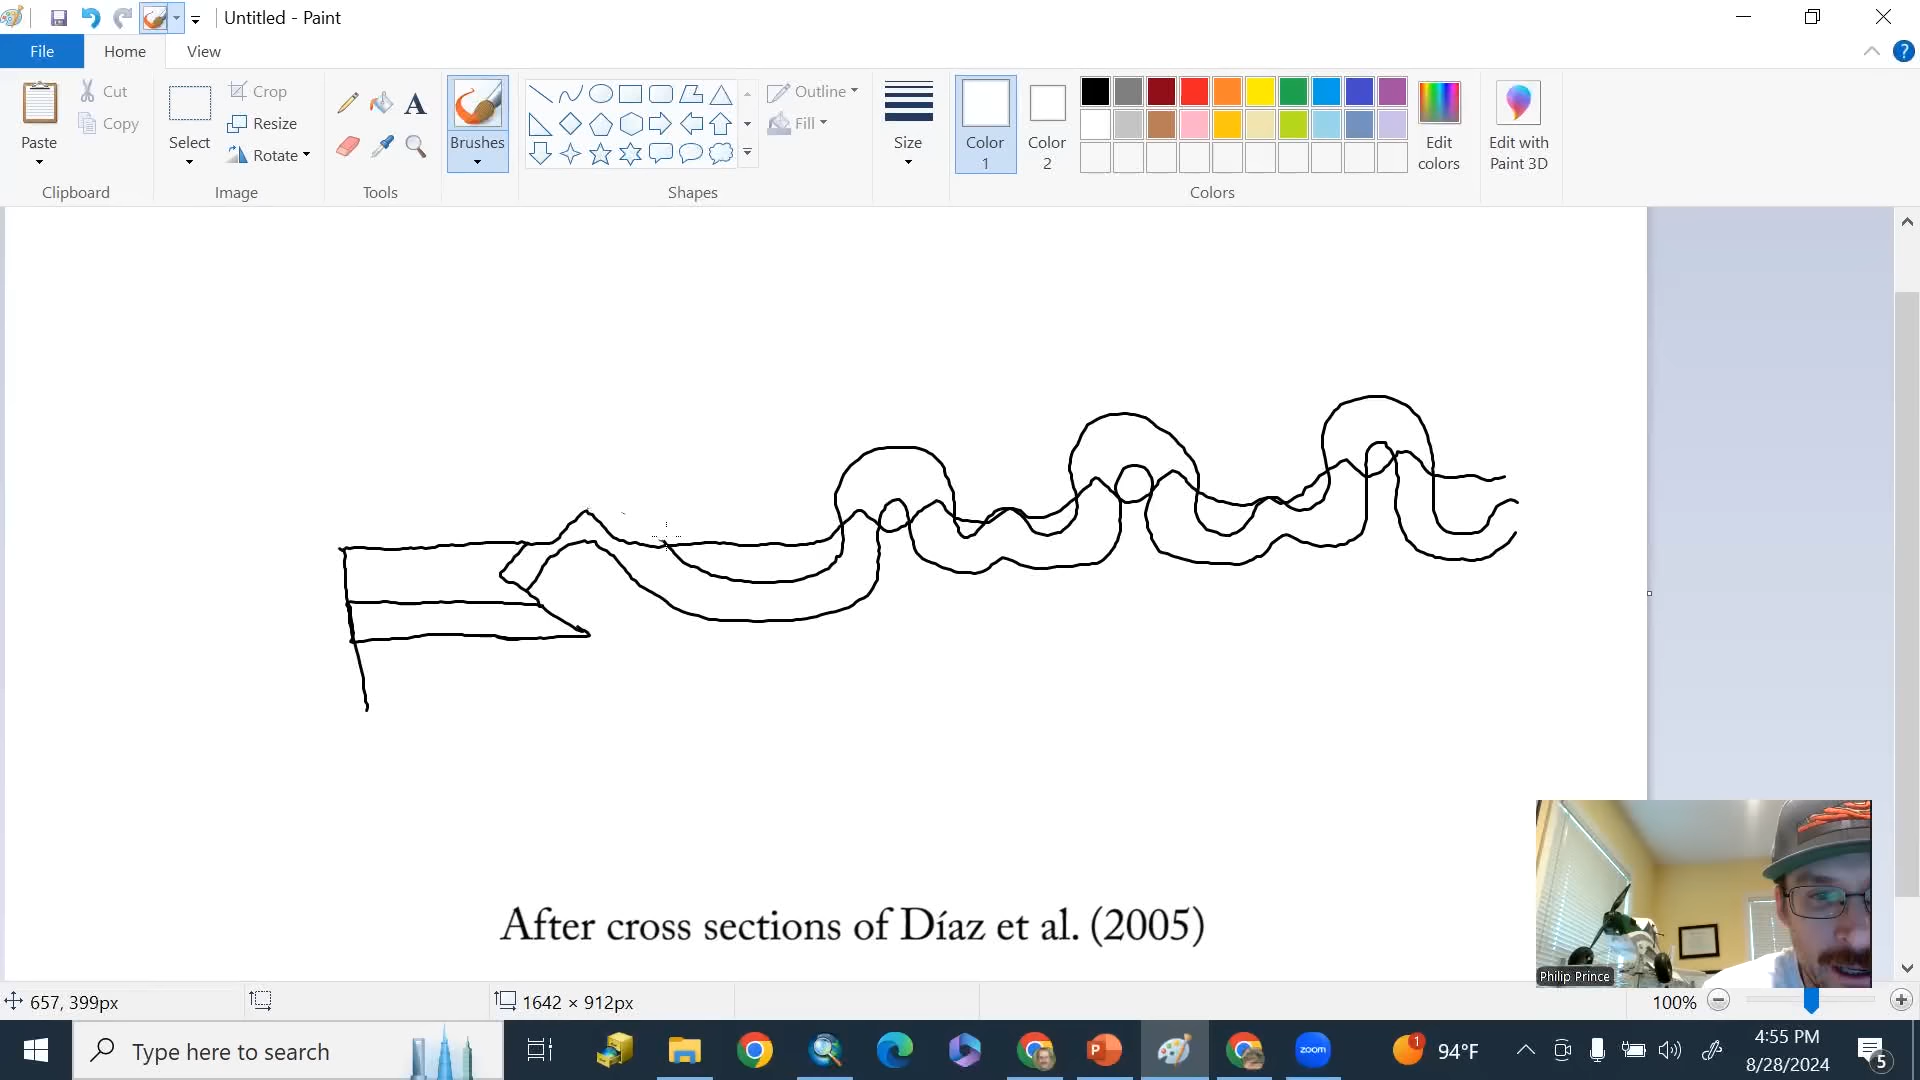 Untitled - Paint
File
Home
View
Paste
Cut
Copy
Clipboard
Select
Crop
Resize
Rotate
Image
Tools
Brushes
Shapes
Outline
Fill
Size
Color 1
Color 2
Colors
Edit colors
Edit with Paint 3D
After cross sections of Díaz et al. (2005)
Philip Prince
657, 399px
1642 × 912px
100%
Type here to search
zoom
1
94°F
4:55 PM
8/28/2024
5